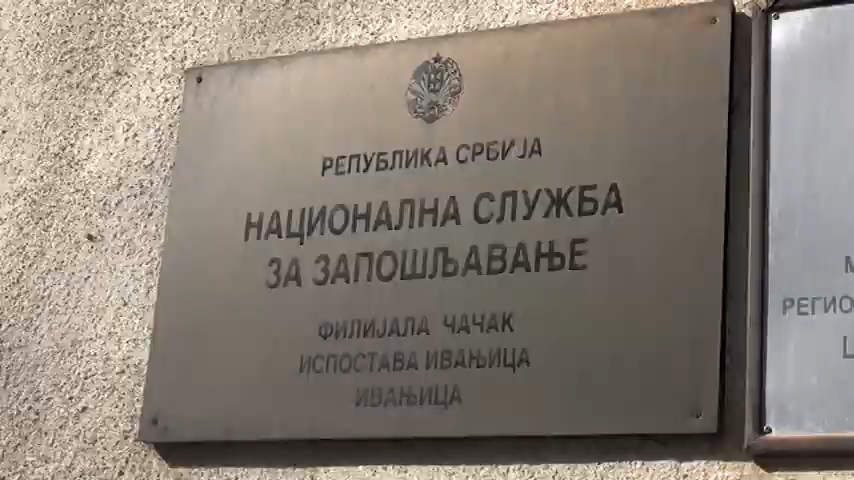 РЕПУБЛИКА СРБИЈА
НАЦИОНАЛНА СЛУЖБА
ЗА ЗАПОШЉАВАЊЕ
ФИЛИЈАЛА ЧАЧАК
ИСПОСТАВА ИВАЊИЦА
ИВАЊИЦА